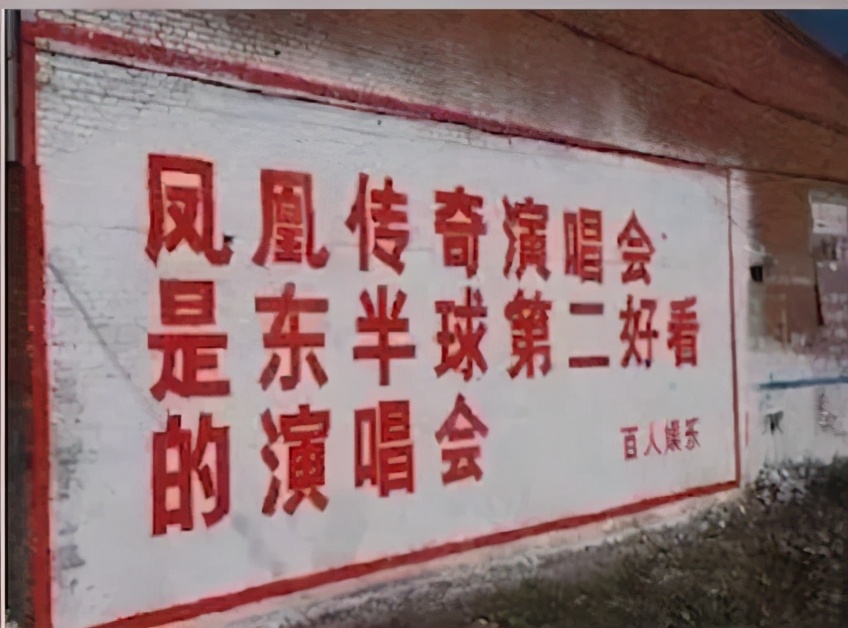 凤凰传奇演唱会
是东半球第二好看
的演唱会
百人娱乐